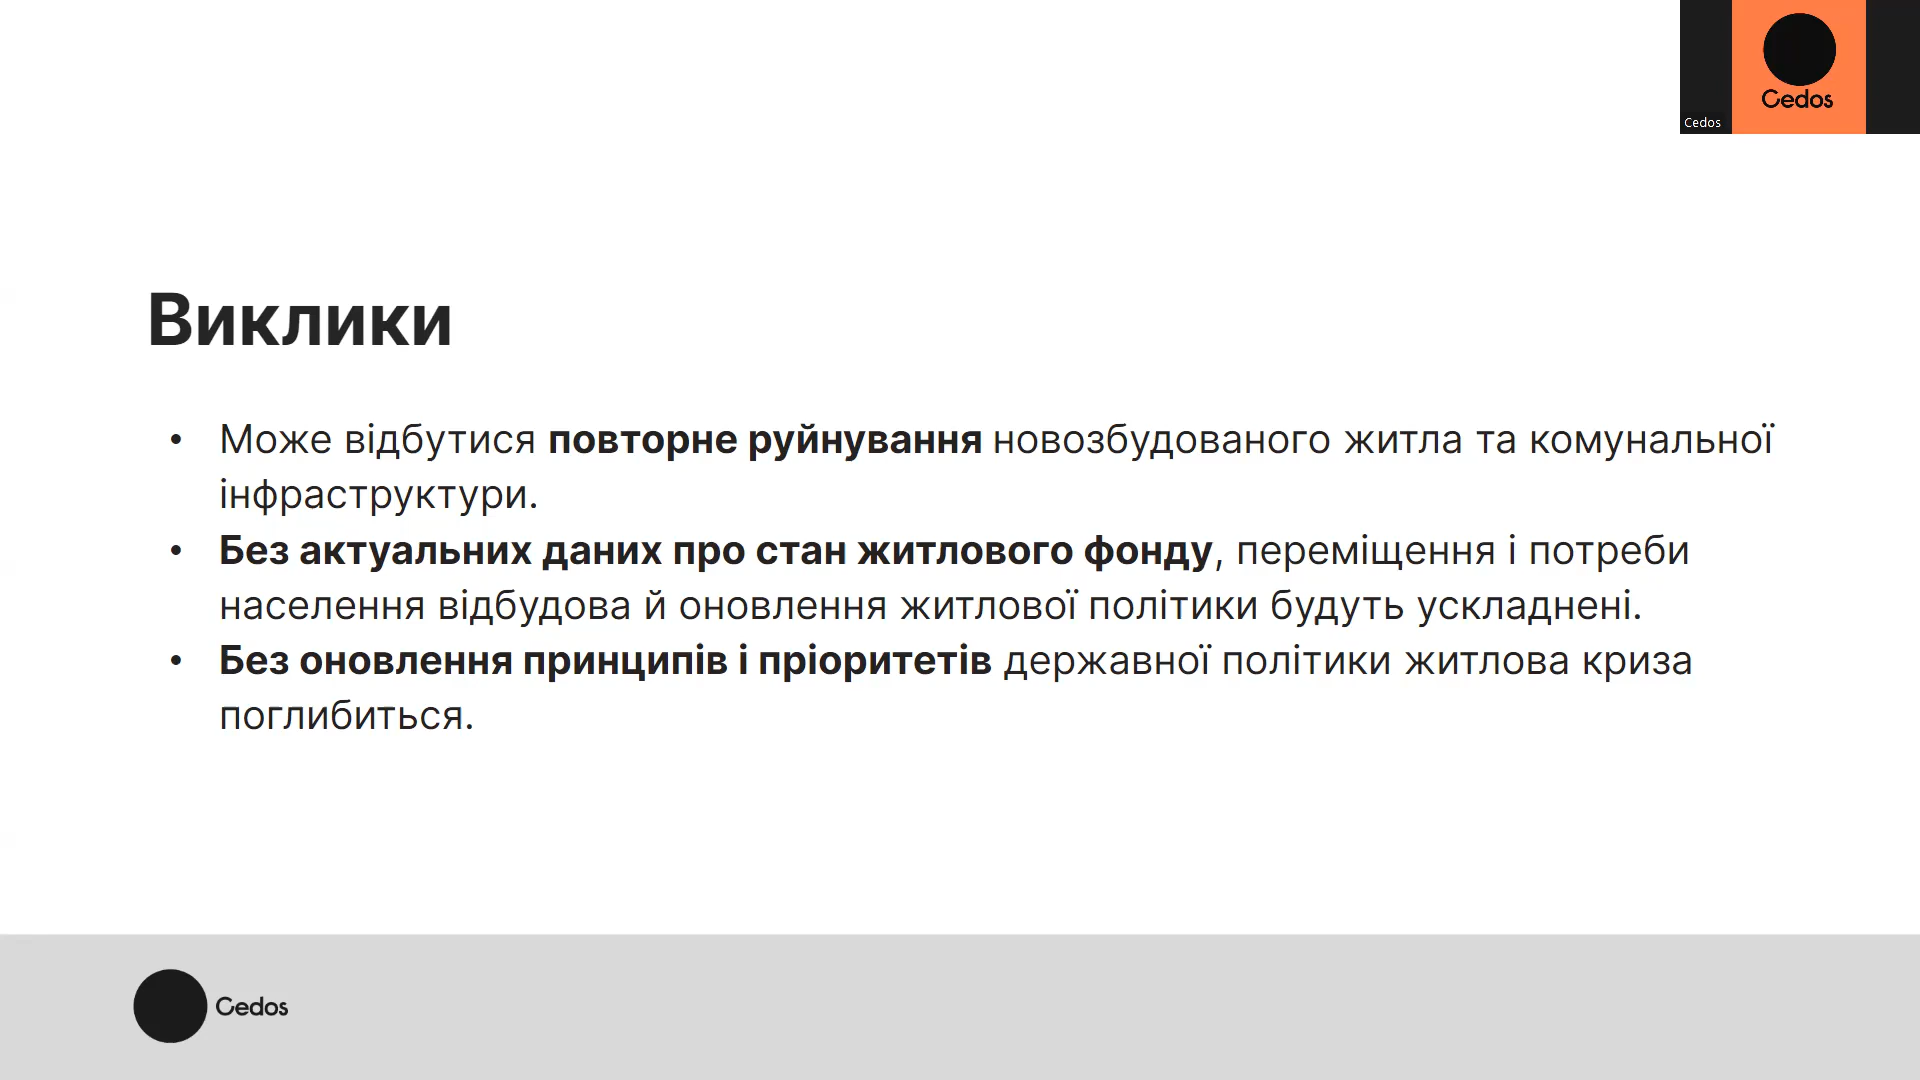 Cedos
Cedos
Виклики
• Може відбутися повторне руйнування новозбудованого житла та комунальної
інфраструктури.
• Без актуальних даних про стан житлового фонду, переміщення і потреби
населення відбудова й оновлення житлової політики будуть ускладнені.
• Без оновлення принципів і пріоритетів державної політики житлова криза
поглибиться.
Cedos